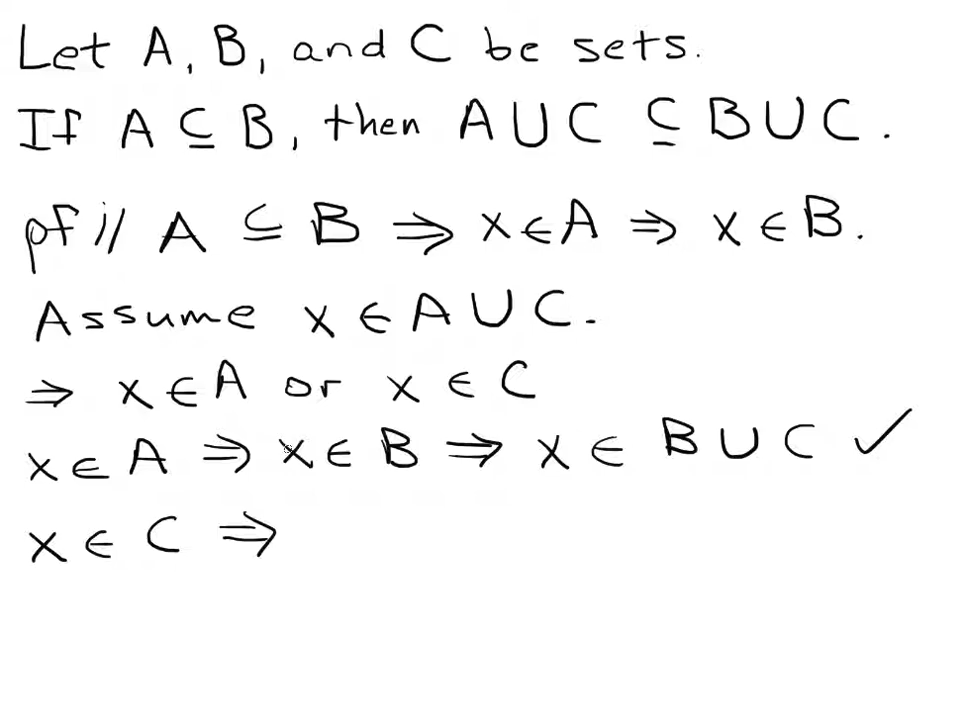 Let A, B, and C be sets.
If A ⊆ B, then A ∪ C ⊆ B ∪ C.
pf // A ⊆ B ⇒ x ∈ A ⇒ x ∈ B.
Assume x ∈ A ∪ C.
⇒ x ∈ A or x ∈ C
x ∈ A ⇒ x ∈ B ⇒ x ∈ B ∪ C ✓
x ∈ C ⇒